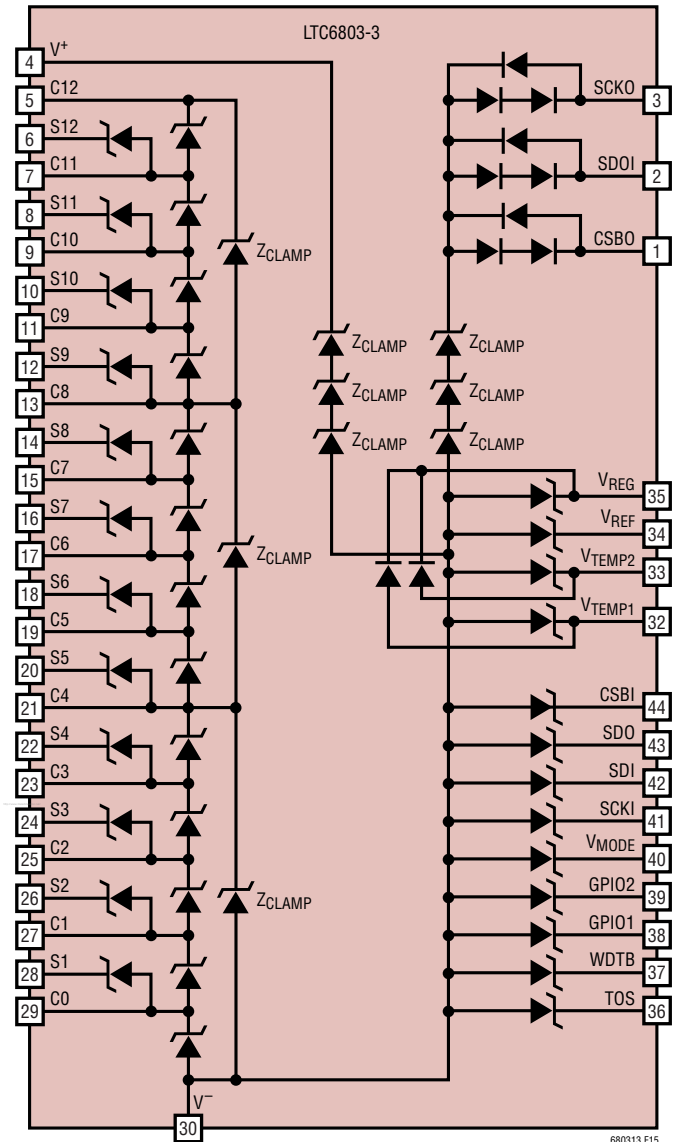 LTC6803-3
4 V+
5 C12
6 S12
7 C11
8 S11
9 C10
10 S10
11 C9
12 S9
13 C8
14 S8
15 C7
16 S7
17 C6
18 S6
19 C5
20 S5
21 C4
22 S4
23 C3
24 S3
25 C2
26 S2
27 C1
28 S1
29 C0
V−
30
ZCLAMP
ZCLAMP
ZCLAMP
ZCLAMP
ZCLAMP
ZCLAMP
ZCLAMP
ZCLAMP
ZCLAMP
SCKO 3
SDOI 2
CSBO 1
VREG 35
VREF 34
VTEMP2 33
VTEMP1 32
CSBI 44
SDO 43
SDI 42
SCKI 41
VMODE 40
GPIO2 39
GPIO1 38
WDTB 37
TOS 36
680313 F15